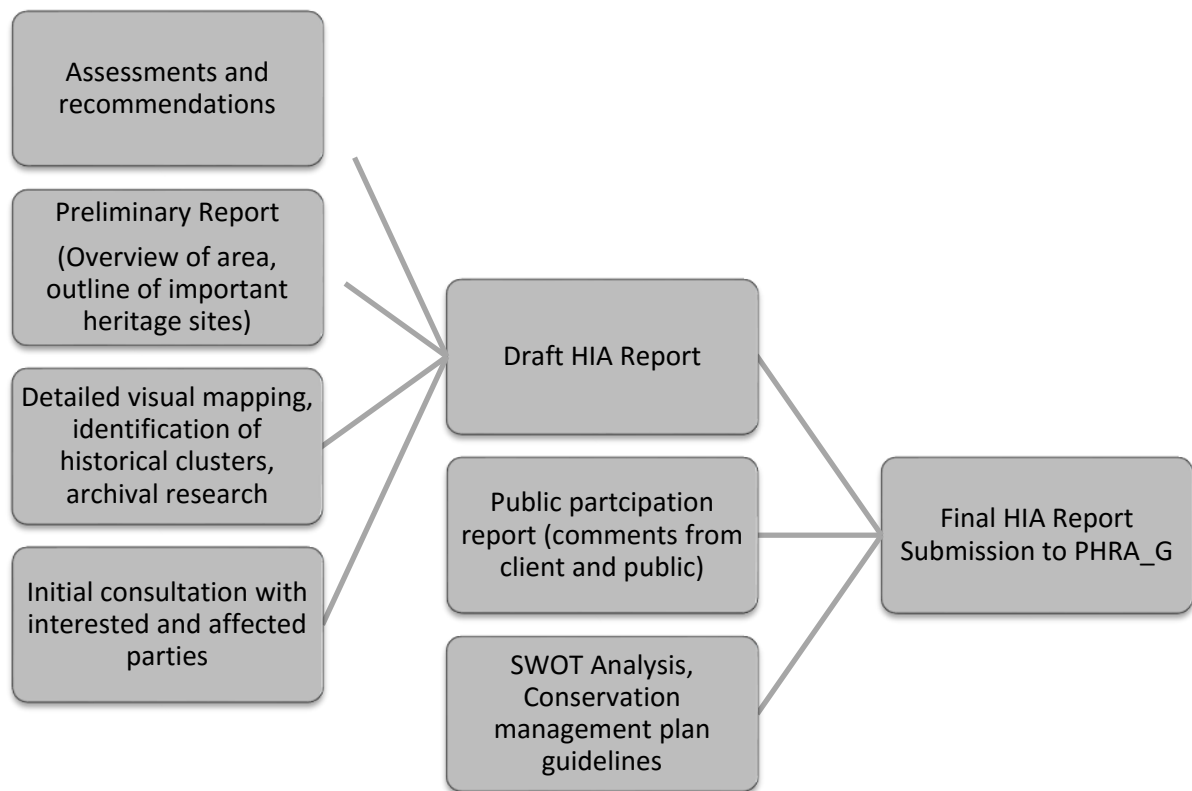 Assessments and
recommendations
Preliminary Report
(Overview of area,
outline of important
heritage sites)
Detailed visual mapping,
identification of
historical clusters,
archival research
Initial consultation with
interested and affected
parties
Draft HIA Report
Public partcipation
report (comments from
client and public)
SWOT Analysis,
Conservation
management plan
guidelines
Final HIA Report
Submission to PHRA_G